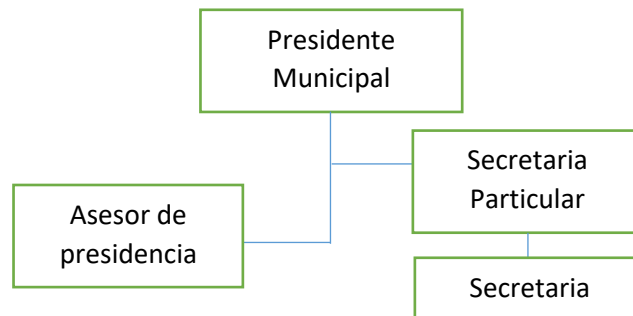 Presidente
Municipal
Secretaria
Particular
Asesor de
presidencia
Secretaria